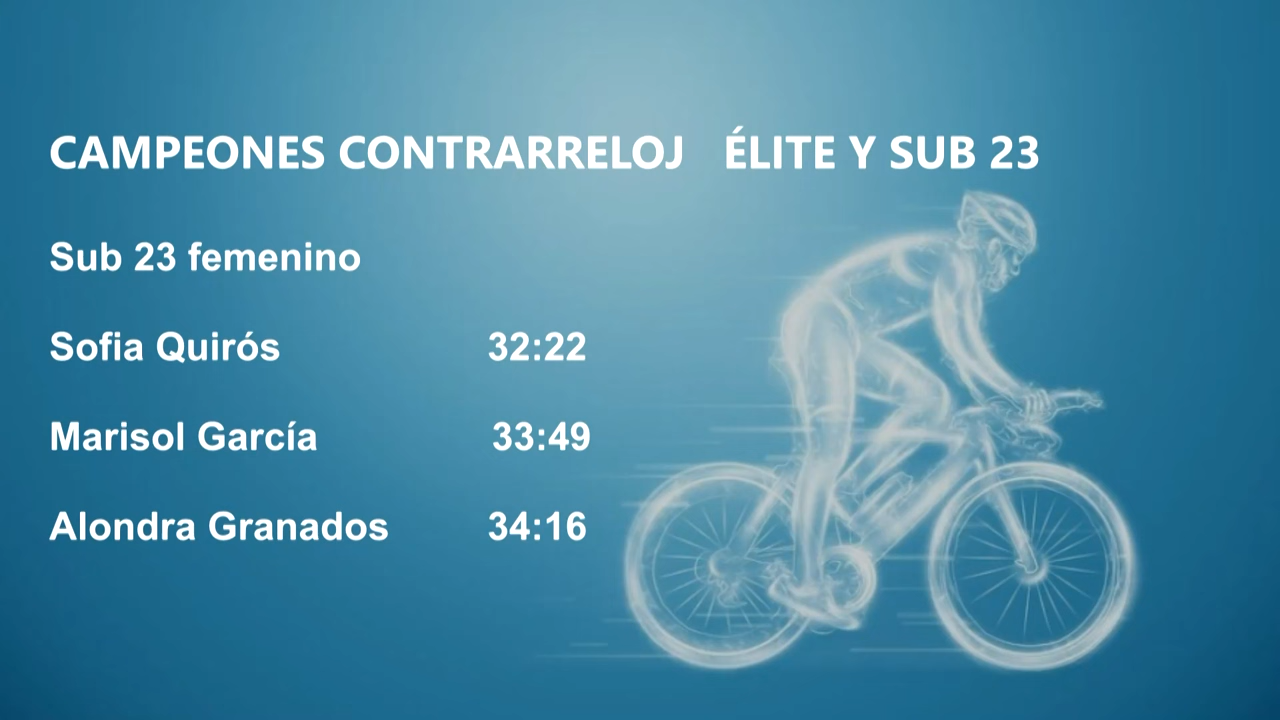 CAMPEONES CONTRARRELOJ ÉLITE Y SUB 23
Sub 23 femenino
Sofia Quirós 32:22
Marisol García 33:49
Alondra Granados 34:16